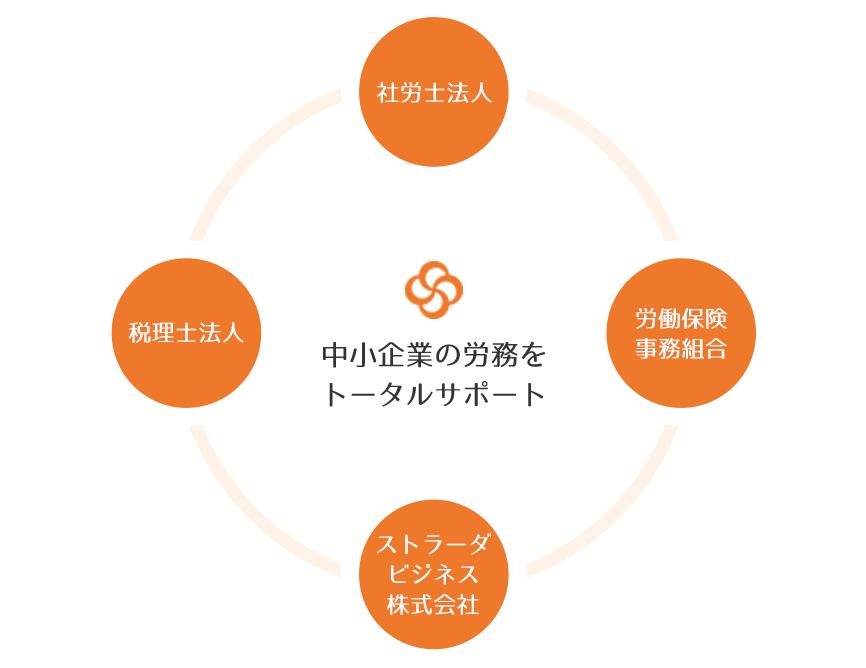 社労士法人
税理士法人
労働保険
事務組合
中小企業の労務を
トータルサポート
ストラーダ
ビジネス
株式会社